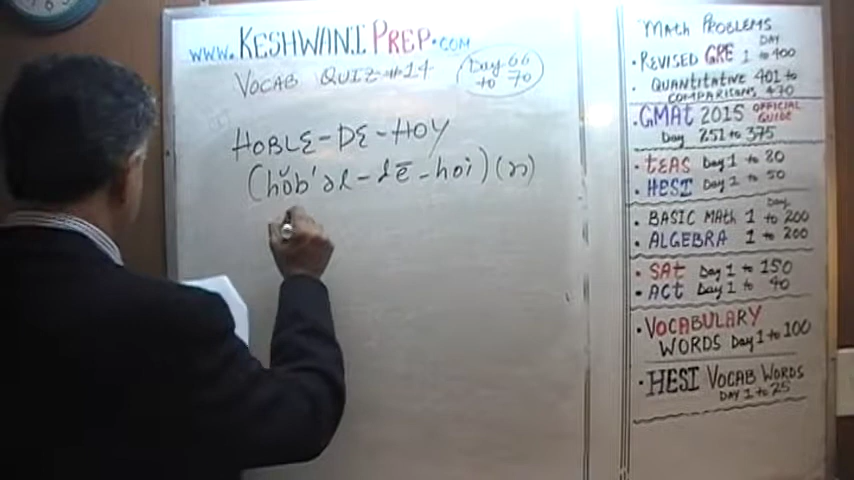 www.KESHWANI PREP.COM
VOCAB QUIZ #14
Day 66
to 70
HOBLE-DE-HOY
(hŏb'əl-dē-hoi) (n)
MATH PROBLEMS
DAY
• REVISED GRE 1 to 400
• QUANTITATIVE 401 to
COMPARISONS 470
• GMAT 2015 OFFICIAL GUIDE
Day 251 to 375
• tEAS Day 1 to 20
• HESI Day 1 to 50
Day
• BASIC MAtH 1 to 200
• ALGEBRA 1 to 200
• SAt Day 1 to 150
• ACt Day 1 to 40
• VOCABULARY
WORDS Day 1 to 100
• HESI VOCAB WORDS
DAY 1 to 25